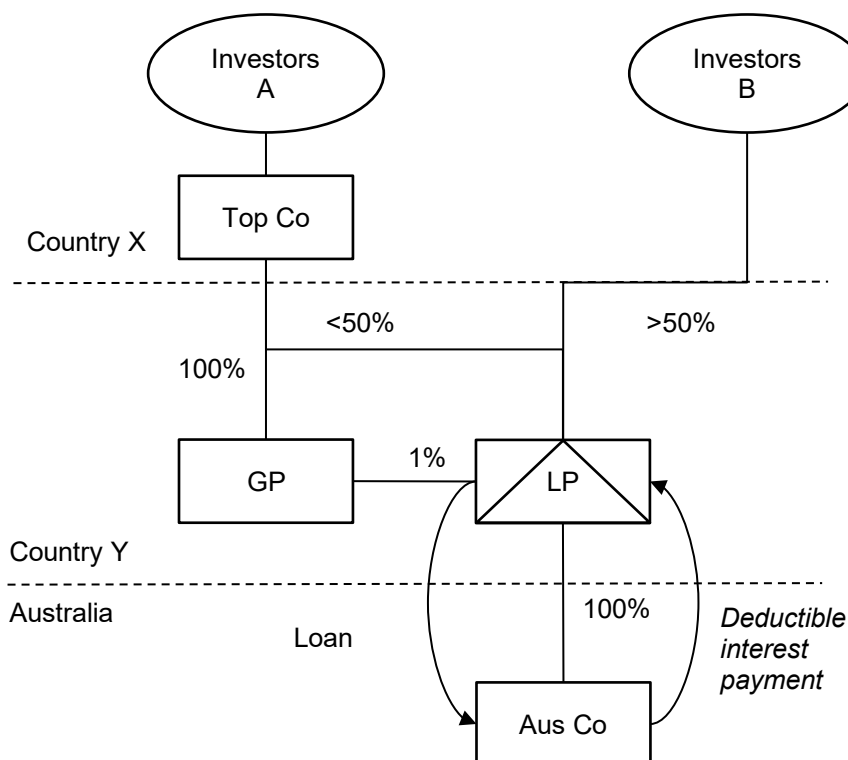 Investors
A
Investors
B
Top Co
Country X
<50%
>50%
100%
GP
1%
LP
Country Y
Australia
Loan
100%
Deductible
interest
payment
Aus Co